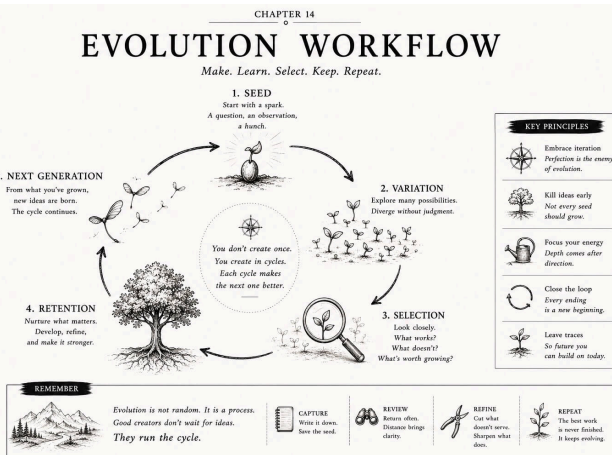 CHAPTER 14
EVOLUTION WORKFLOW
Make. Learn. Select. Keep. Repeat.
1. SEED
Start with a spark.
A question, an observation,
a hunch.
2. VARIATION
Explore many possibilities.
Diverge without judgment.
3. SELECTION
Look closely.
What works?
What doesn't?
What's worth growing?
4. RETENTION
Nurture what matters.
Develop, refine,
and make it stronger.
. NEXT GENERATION
From what you've grown,
new ideas are born.
The cycle continues.
You don't create once.
You create in cycles.
Each cycle makes
the next one better.
KEY PRINCIPLES
Embrace iteration
Perfection is the enemy
of evolution.
Kill ideas early
Not every seed
should grow.
Focus your energy
Depth comes after
direction.
Close the loop
Every ending
is a new beginning.
Leave traces
So future you
can build on today.
REMEMBER
Evolution is not random. It is a process.
Good creators don't wait for ideas.
They run the cycle.
CAPTURE
Write it down.
Save the seed.
REVIEW
Return often.
Distance brings
clarity.
REFINE
Cut what
doesn't serve.
Sharpen what
does.
REPEAT
The best work
is never finished.
It keeps evolving.